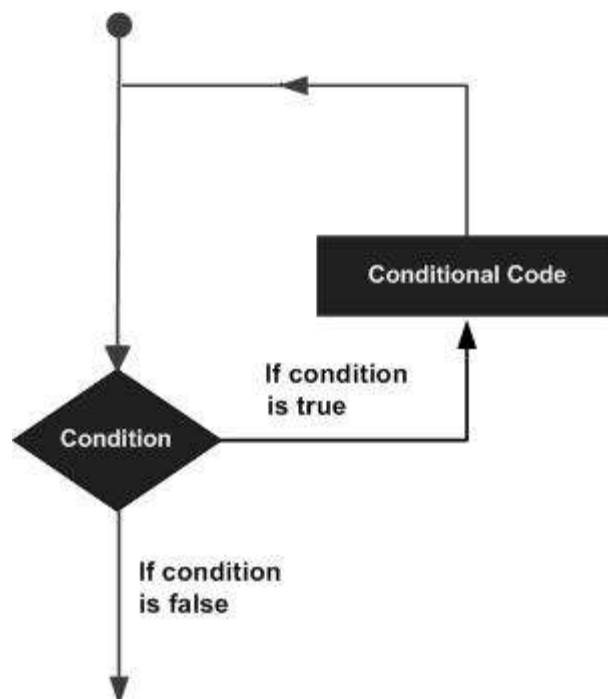 Conditional Code
If condition
is true
Condition
If condition
is false